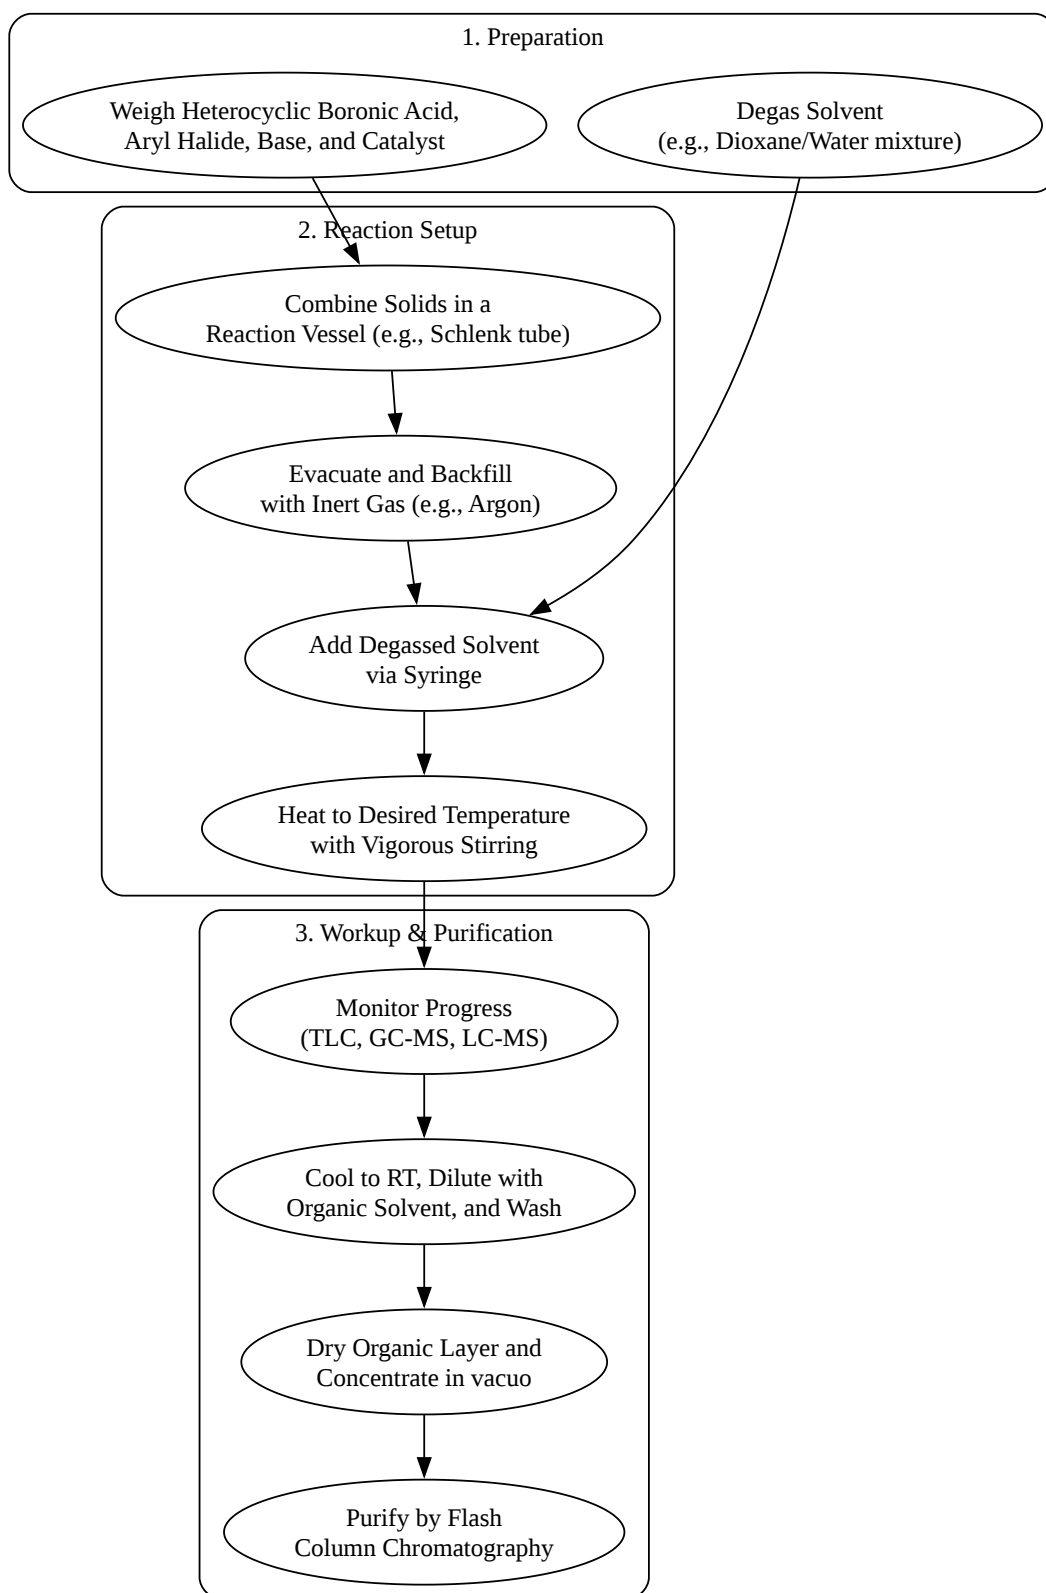 1. Preparation
Weigh Heterocyclic Boronic Acid,
Aryl Halide, Base, and Catalyst
Degas Solvent
(e.g., Dioxane/Water mixture)
2. Reaction Setup
Combine Solids in a
Reaction Vessel (e.g., Schlenk tube)
Evacuate and Backfill
with Inert Gas (e.g., Argon)
Add Degassed Solvent
via Syringe
Heat to Desired Temperature
with Vigorous Stirring
3. Workup & Purification
Monitor Progress
(TLC, GC-MS, LC-MS)
Cool to RT, Dilute with
Organic Solvent, and Wash
Dry Organic Layer and
Concentrate in vacuo
Purify by Flash
Column Chromatography